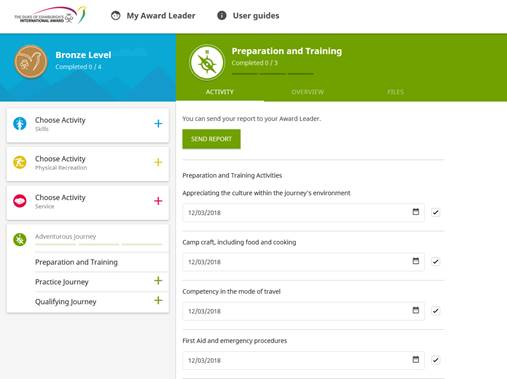 THE DUKE OF EDINBURGH'S
INTERNATIONAL AWARD
My Award Leader
User guides
Bronze Level
Completed 0 / 4
Choose Activity
Skills
Choose Activity
Physical Recreation
Choose Activity
Service
Adventurous Journey
Preparation and Training
Practice Journey
Qualifying Journey
Preparation and Training
Completed 0 / 3
ACTIVITY
OVERVIEW
FILES
You can send your report to your Award Leader.
SEND REPORT
Preparation and Training Activities
Appreciating the culture within the journey's environment
12/03/2018
Camp craft, including food and cooking
12/03/2018
Competency in the mode of travel
12/03/2018
First Aid and emergency procedures
12/03/2018